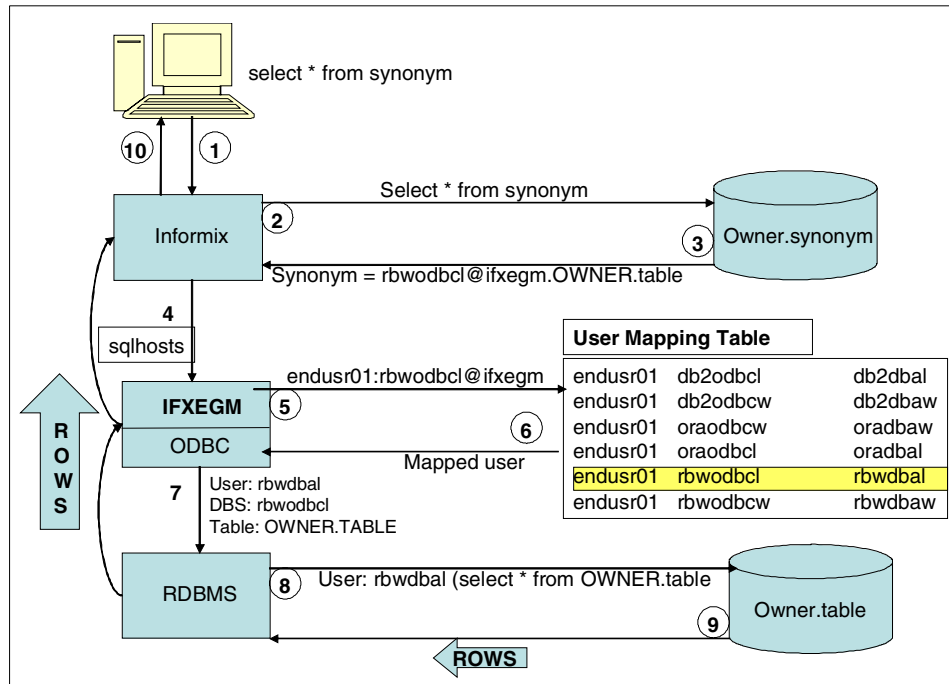 select * from synonym
10
1
Select * from synonym
2
Informix
3
Owner.synonym
Synonym = rbwodbcl@ifxegm.OWNER.table
4
sqlhosts
User Mapping Table
endusr01:rbwodbcl@ifxegm
5
IFXEGM
ODBC
6
Mapped user
endusr01 db2odbcl db2dbal
endusr01 db2odbcw db2dbaw
endusr01 oraodbcw oradbaw
endusr01 oraodbcl oradbal
endusr01 rbwodbcl rbwdbal
endusr01 rbwodbcw rbwdbaw
ROWS
7
User: rbwdbal
DBS: rbwodbcl
Table: OWNER.TABLE
RDBMS
8
User: rbwdbal (select * from OWNER.table
9
Owner.table
ROWS